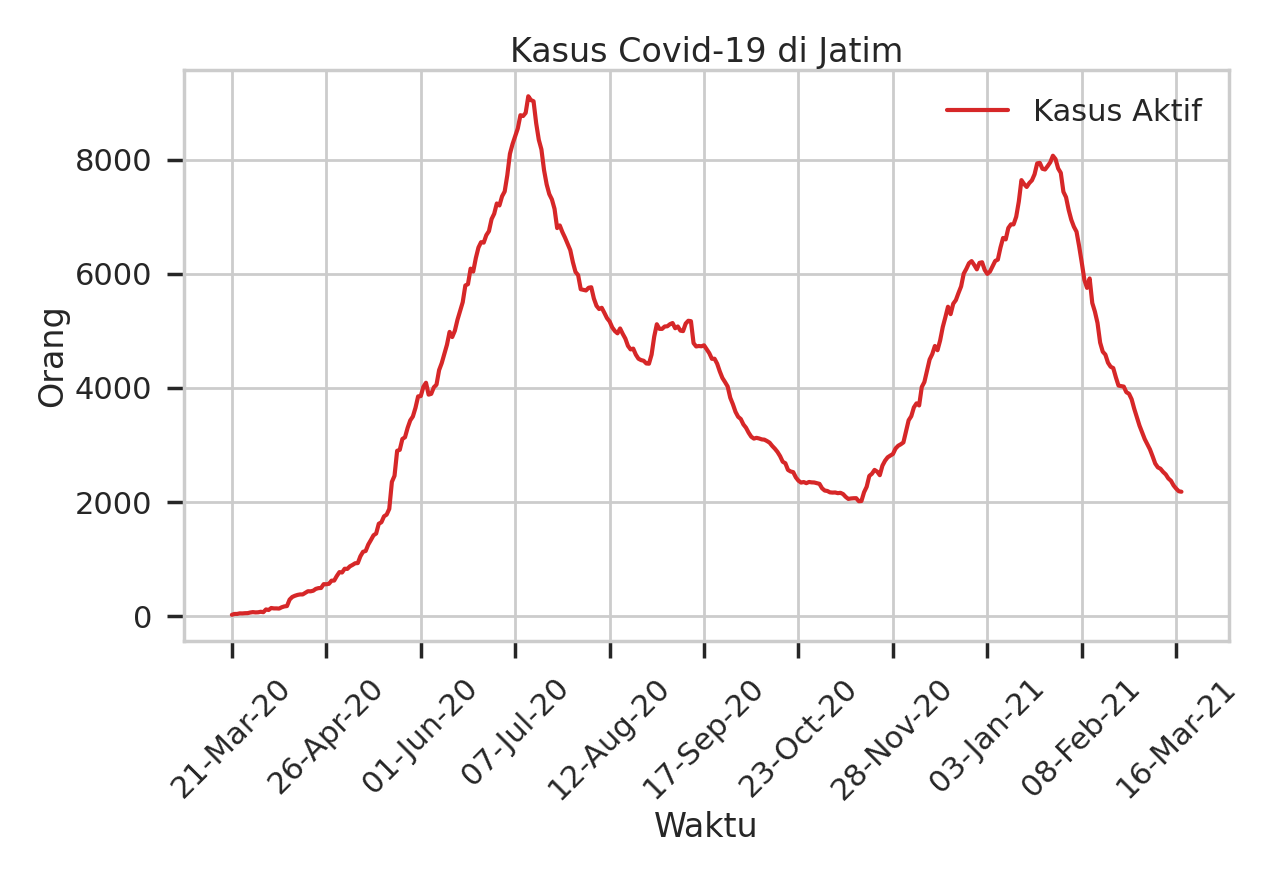 Kasus Covid-19 di Jatim
Kasus Aktif
Orang
8000
6000
4000
2000
0
21-Mar-20
26-Apr-20
01-Jun-20
07-Jul-20
12-Aug-20
17-Sep-20
23-Oct-20
28-Nov-20
03-Jan-21
08-Feb-21
16-Mar-21
Waktu